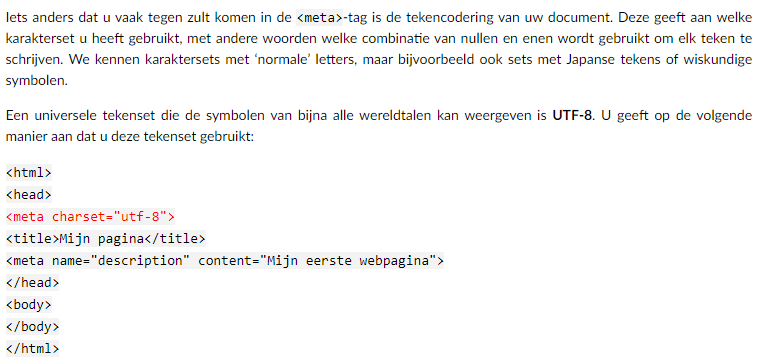 Iets anders dat u vaak tegen zult komen in de <meta>-tag is de tekencodering van uw document. Deze geeft aan welke
karakterset u heeft gebruikt, met andere woorden welke combinatie van nullen en enen wordt gebruikt om elk teken te
schrijven. We kennen karaktersets met ‘normale’ letters, maar bijvoorbeeld ook sets met Japanse tekens of wiskundige
symbolen.
Een universele tekenset die de symbolen van bijna alle wereldtalen kan weergeven is UTF-8. U geeft op de volgende
manier aan dat u deze tekenset gebruikt:
<html>
<head>
<meta charset="utf-8">
<title>Mijn pagina</title>
<meta name="description" content="Mijn eerste webpagina">
</head>
<body>
</body>
</html>